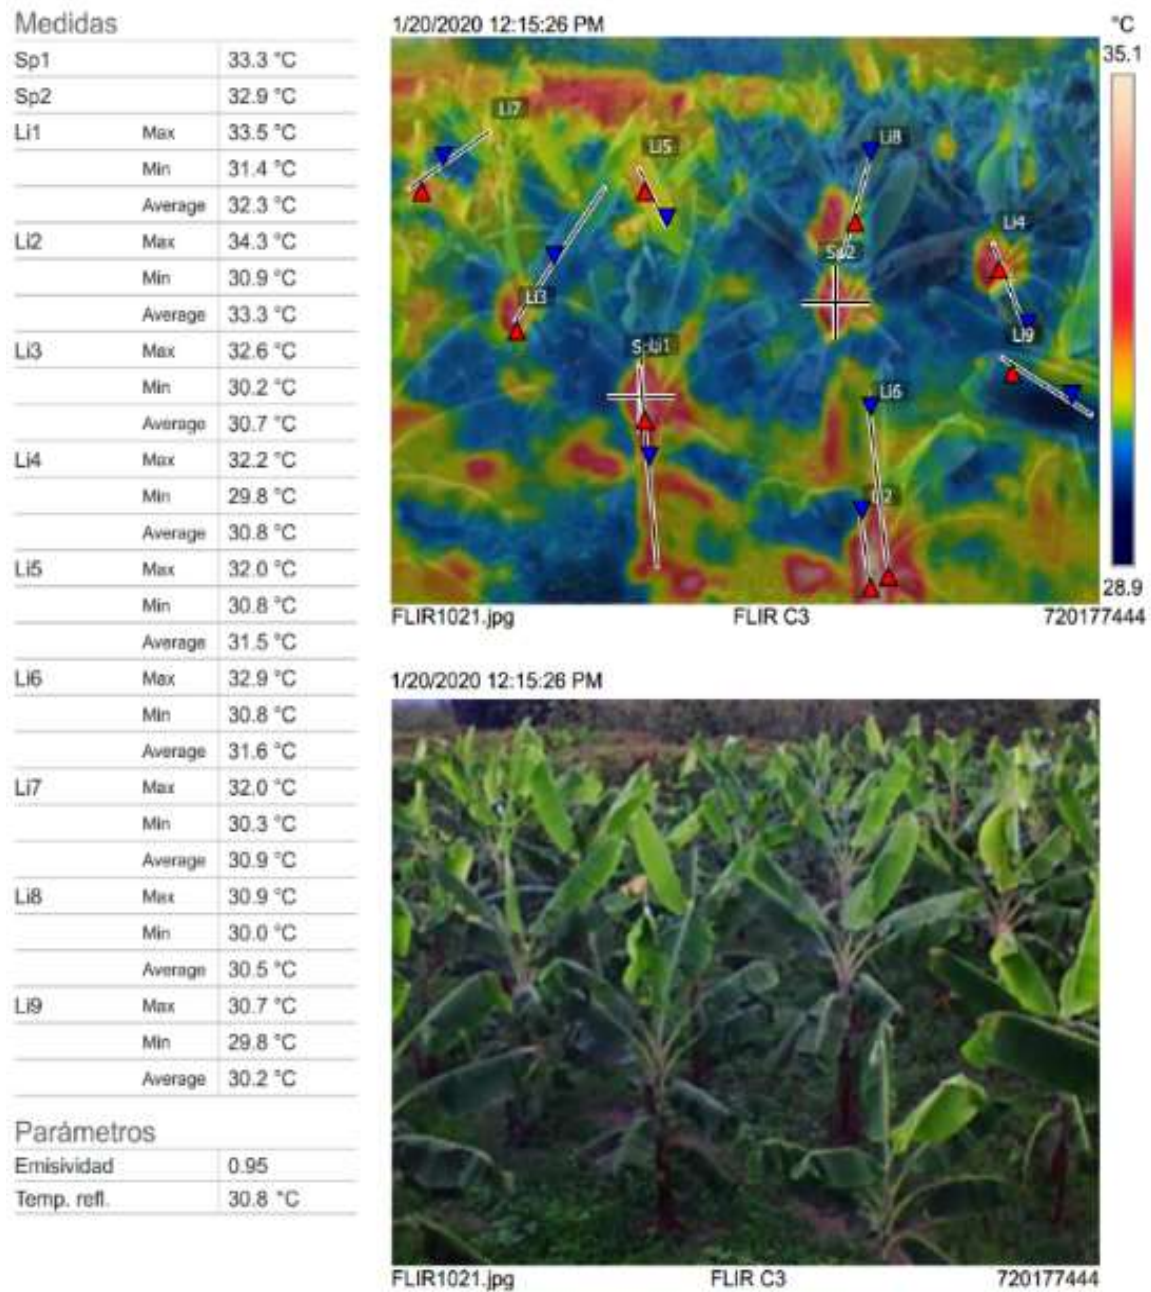 Medidas
Sp1 33.3 °C
Sp2 32.9 °C
Li1 Max 33.5 °C
Min 31.4 °C
Average 32.3 °C
Li2 Max 34.3 °C
Min 30.9 °C
Average 33.3 °C
Li3 Max 32.6 °C
Min 30.2 °C
Average 30.7 °C
Li4 Max 32.2 °C
Min 29.8 °C
Average 30.8 °C
Li5 Max 32.0 °C
Min 30.8 °C
Average 31.5 °C
Li6 Max 32.9 °C
Min 30.8 °C
Average 31.6 °C
Li7 Max 32.0 °C
Min 30.3 °C
Average 30.9 °C
Li8 Max 30.9 °C
Min 30.0 °C
Average 30.5 °C
Li9 Max 30.7 °C
Min 29.8 °C
Average 30.2 °C
Parámetros
Emisividad 0.95
Temp. refl. 30.8 °C
1/20/2020 12:15:26 PM
°C
35.1
Li7
Li5
Li8
Li4
Sp2
Li3
Li9
Li1
Li6
28.9
FLIR1021.jpg FLIR C3 720177444
1/20/2020 12:15:26 PM
FLIR1021.jpg FLIR C3 720177444